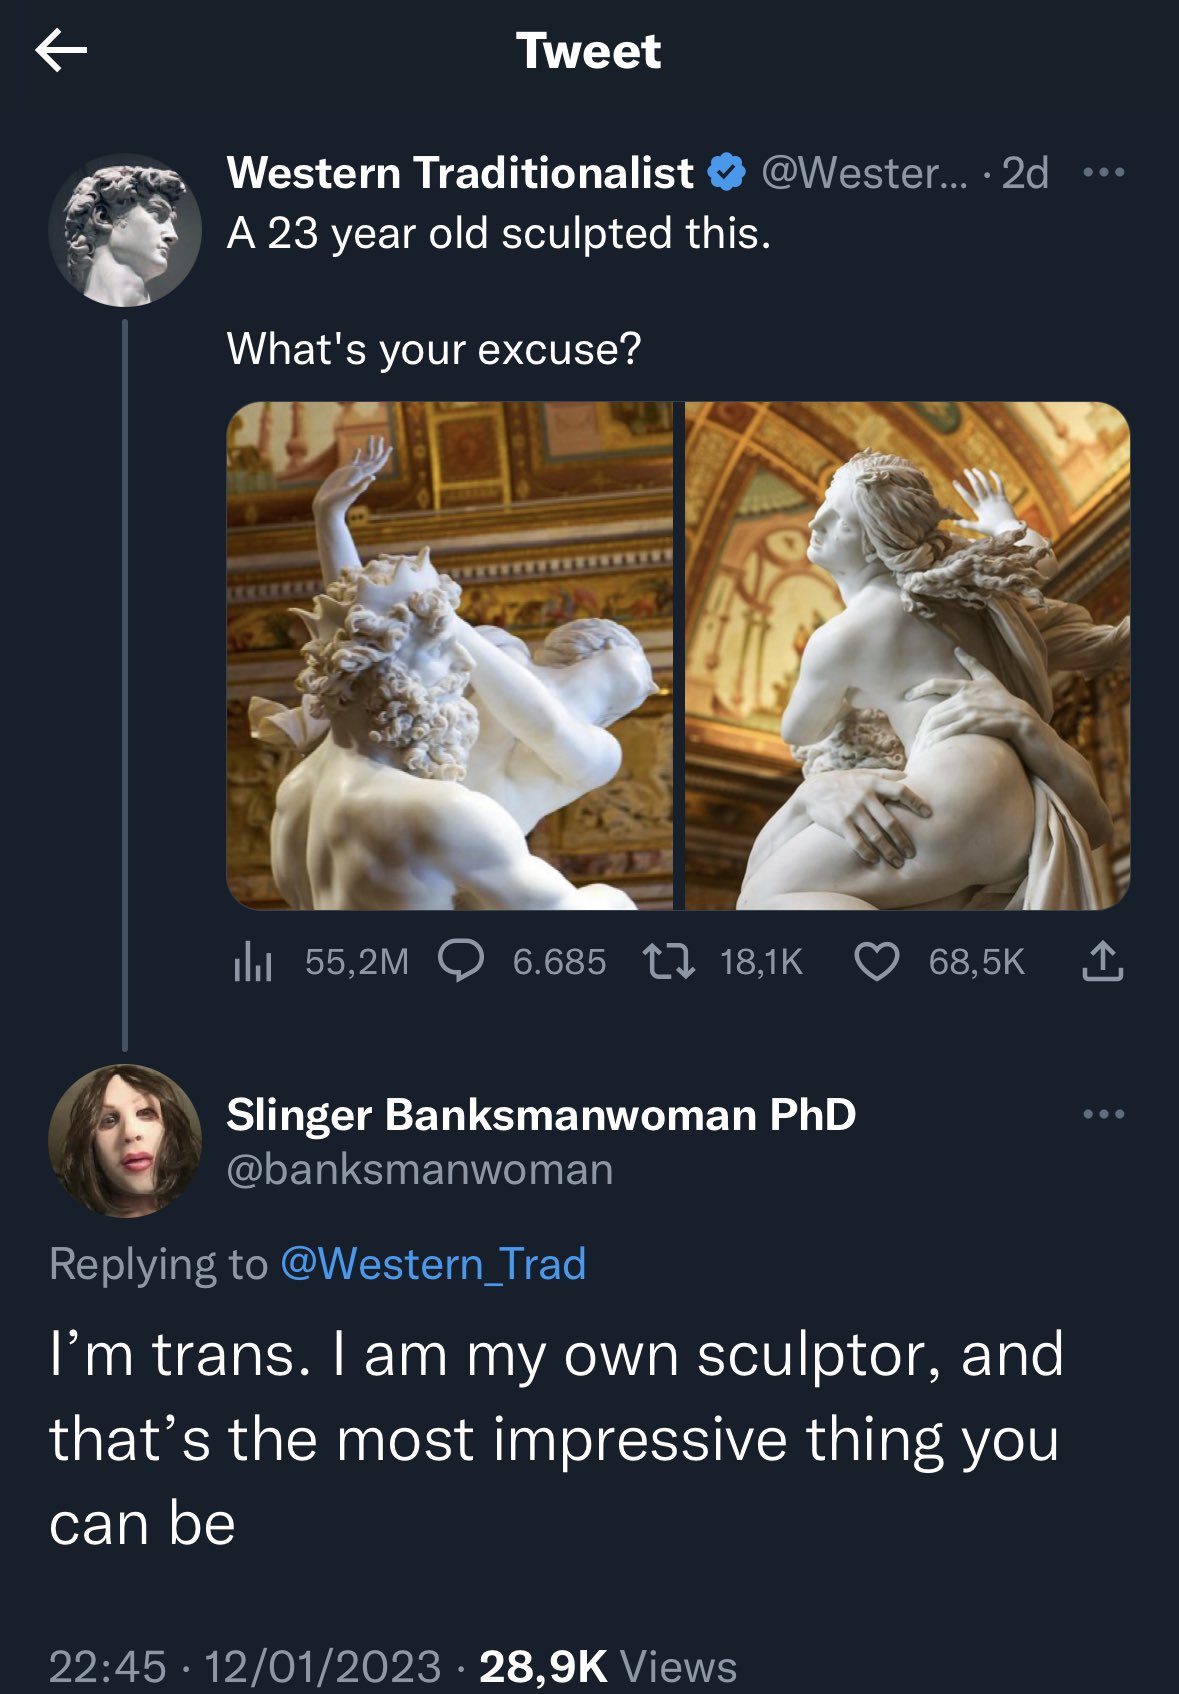 Tweet
Western Traditionalist @Wester... · 2d
A 23 year old sculpted this.
What's your excuse?
55,2M 6.685 18,1K 68,5K
Slinger Banksmanwoman PhD
@banksmanwoman
Replying to @Western_Trad
I’m trans. I am my own sculptor, and
that’s the most impressive thing you
can be
22:45 · 12/01/2023 · 28,9K Views